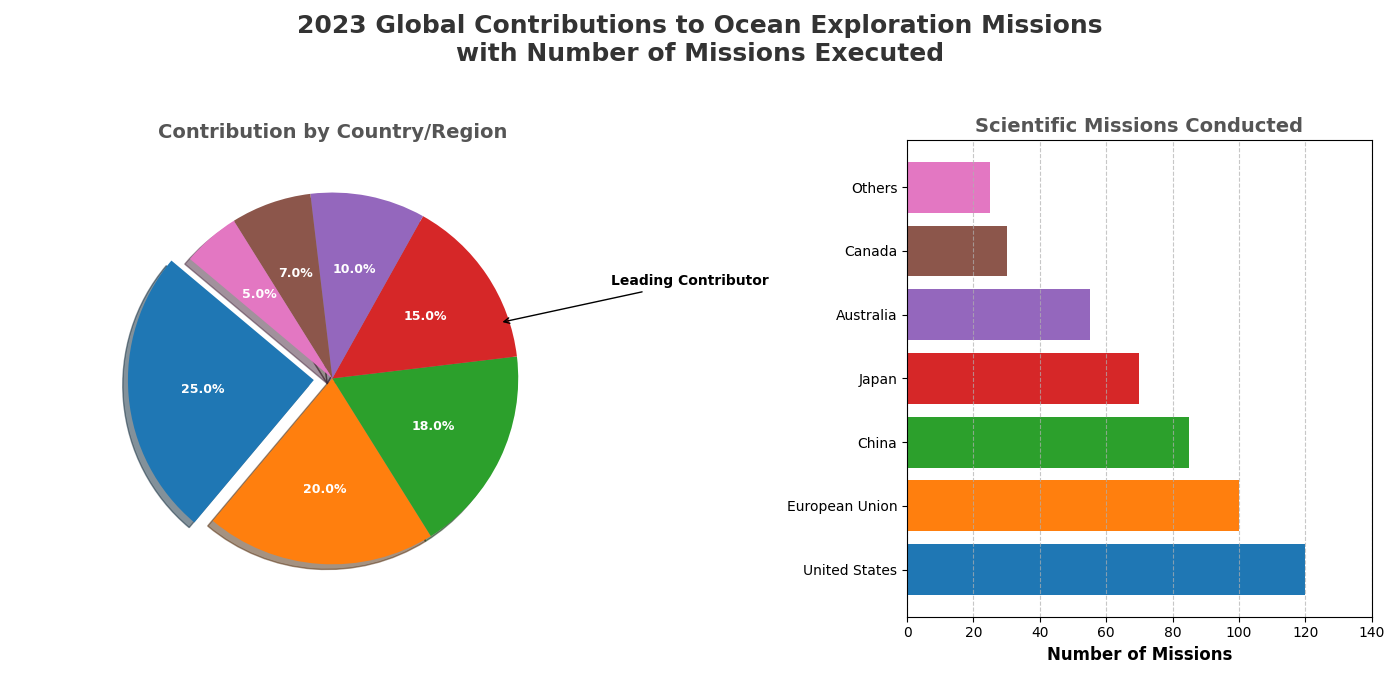 2023 Global Contributions to Ocean Exploration Missions
with Number of Missions Executed
Contribution by Country/Region
5.0%
7.0%
10.0%
15.0%
25.0%
18.0%
20.0%
Leading Contributor
Scientific Missions Conducted
Others
Canada
Australia
Japan
China
European Union
United States
0 20 40 60 80 100 120 140
Number of Missions